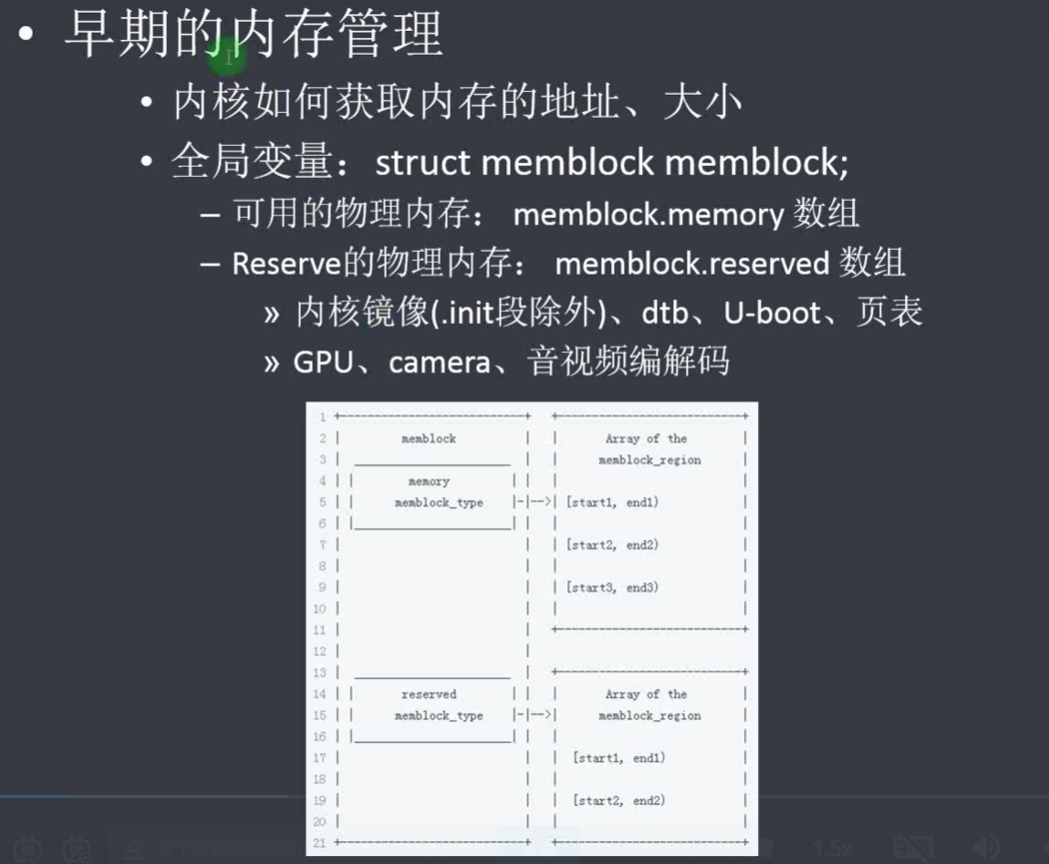 • 早期的内存管理
• 内核如何获取内存的地址、大小
• 全局变量：struct memblock memblock;
– 可用的物理内存： memblock.memory 数组
– Reserve的物理内存： memblock.reserved 数组
» 内核镜像(.init段除外)、dtb、U-boot、页表
» GPU、camera、音视频编解码
1 +---------------------------+ +---------------------------+
2 | memblock | | Array of the |
3 | ___________________ | | memblock_region |
4 | | memory | | | |
5 | | memblock_type |-|-->| [start1, end1) |
6 | |___________________| | | |
7 | | | [start2, end2) |
8 | | | |
9 | | | [start3, end3) |
10 | | | |
11 | | +---------------------------+
12 | |
13 | ___________________ | +---------------------------+
14 | | reserved | | | Array of the |
15 | | memblock_type |-|-->| memblock_region |
16 | |___________________| | | |
17 | | | [start1, end1) |
18 | | | |
19 | | | [start2, end2) |
20 | | | |
21 +---------------------------+ +---------------------------+
1.5x